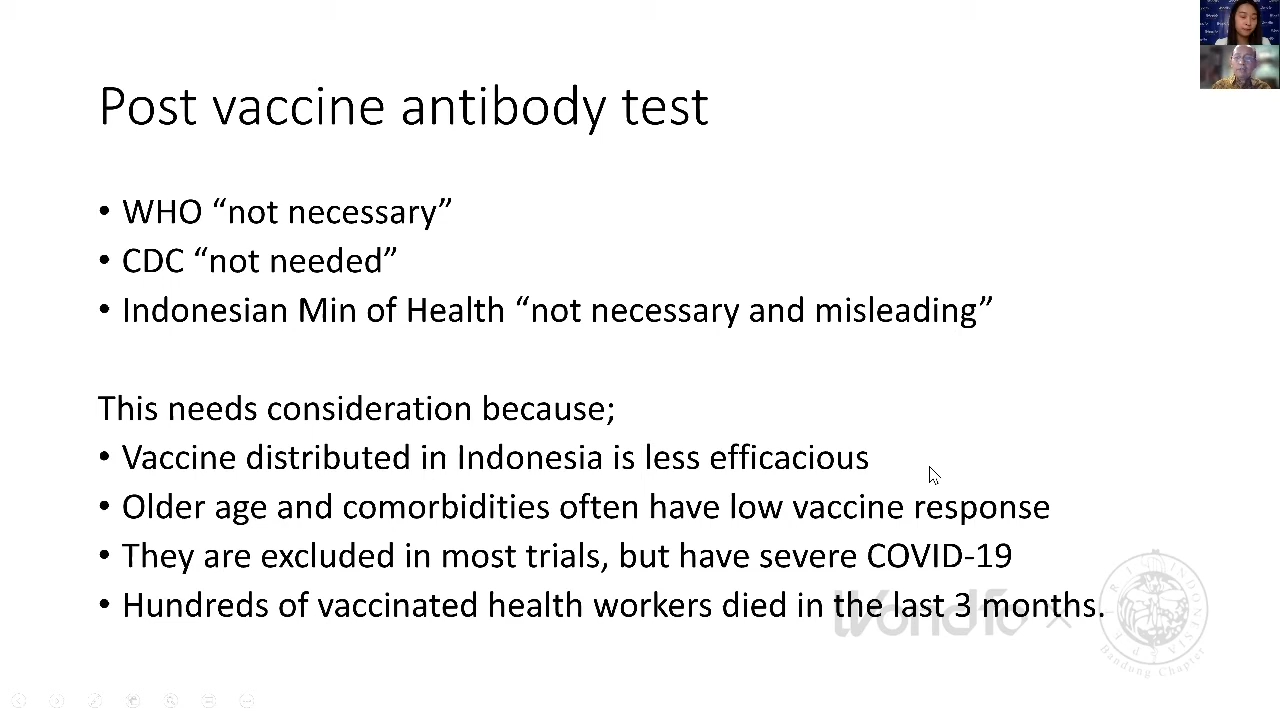 Post vaccine antibody test
• WHO “not necessary”
• CDC “not needed”
• Indonesian Min of Health “not necessary and misleading”
This needs consideration because;
• Vaccine distributed in Indonesia is less efficacious
• Older age and comorbidities often have low vaccine response
• They are excluded in most trials, but have severe COVID-19
• Hundreds of vaccinated health workers died in the last 3 months.
Wondfo ×
Bandung Chapter